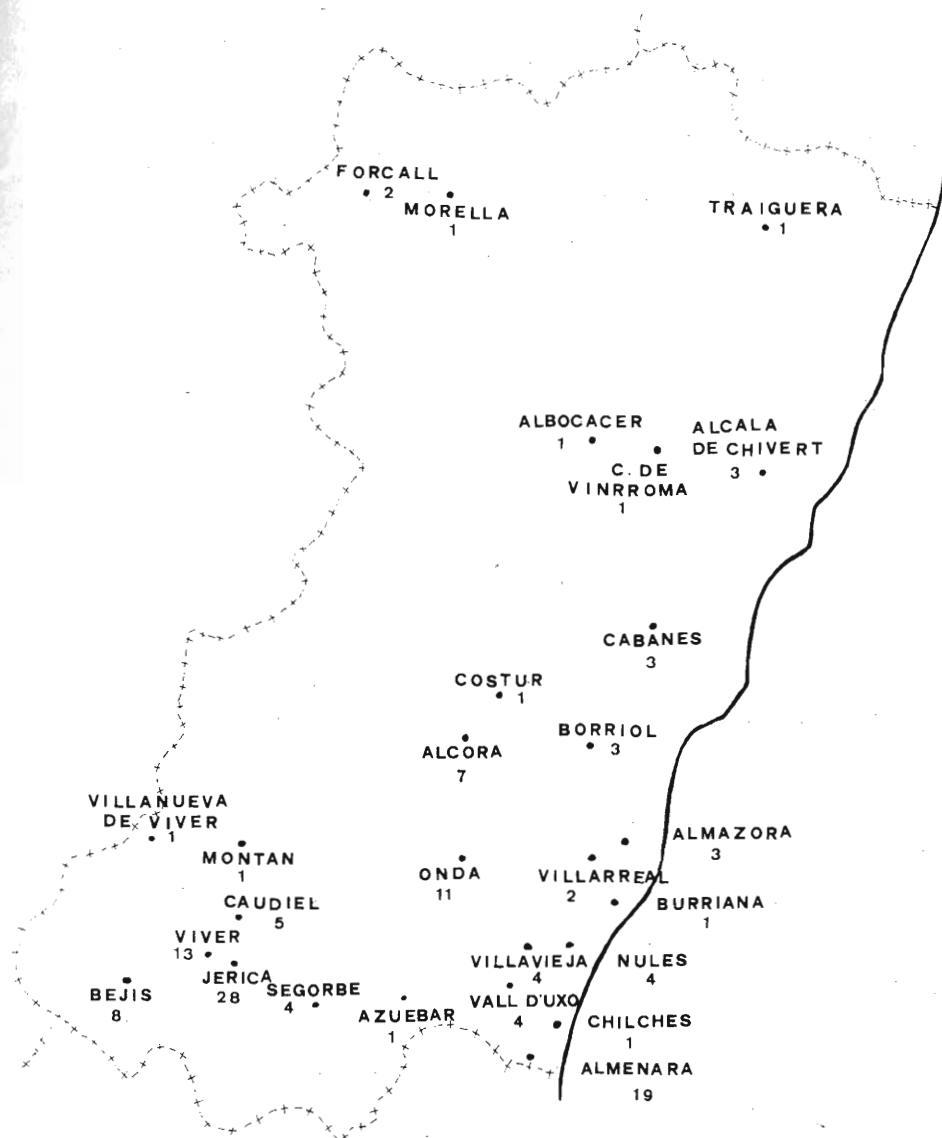 FORCALL
2
MORELLA
1
TRAIGUERA
1
ALBOCACER
1
C. DE
VINRROMA
1
ALCALA
DE CHIVERT
3
CABANES
3
COSTUR
1
BORRIOL
3
ALCORA
7
VILLANUEVA
DE VIVER
1
MONTAN
1
ALMAZORA
3
ONDA
11
VILLARREAL
2
BURRIANA
1
CAUDIEL
5
VIVER
13
JERICA
28
VILLAVIEJA
4
NULES
4
BEJIS
8
SEGORBE
4
AZUEBAR
1
VALL D'UXO
4
CHILCHES
1
ALMENARA
19